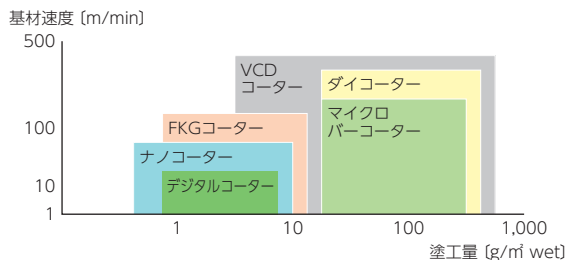 基材速度〔m/min〕
500
100
10
1
VCD
コーター
ダイコーター
マイクロ
バーコーター
FKGコーター
ナノコーター
デジタルコーター
1
10
100
1,000
塗工量〔g/㎡ wet〕